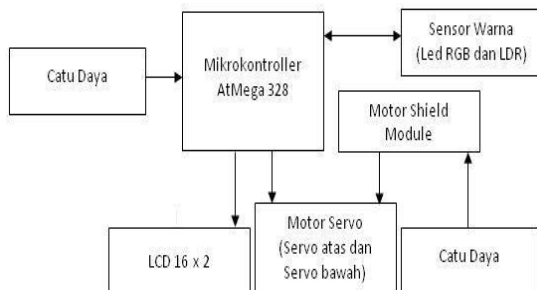 Catu Daya
Mikrokontroller
AtMega 328
Sensor Warna
(Led RGB dan LDR)
Motor Shield
Module
LCD 16 x 2
Motor Servo
(Servo atas dan
Servo bawah)
Catu Daya